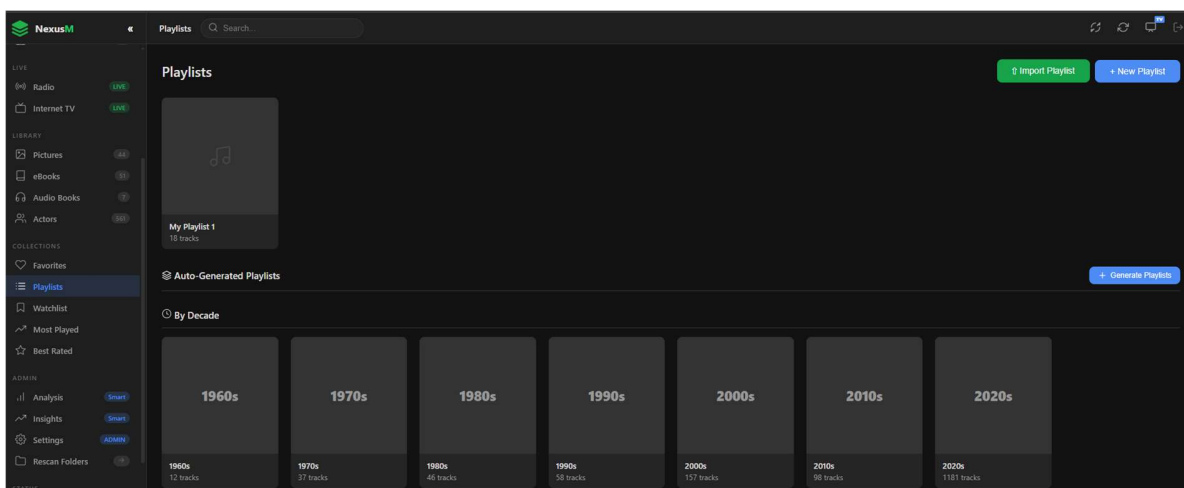 NexusM
«
Playlists
Search...
TV
LIVE
Radio LIVE
Internet TV LIVE
LIBRARY
Pictures 44
eBooks 51
Audio Books 7
Actors
COLLECTIONS
Favorites
Playlists
Watchlist
Most Played
Best Rated
ADMIN
Analysis Smart
Insights Smart
Settings ADMIN
Rescan Folders
Playlists
Import Playlist
+ New Playlist
My Playlist 1
18 tracks
Auto-Generated Playlists
+ Generate Playlists
By Decade
1960s 1970s 1980s 1990s 2000s 2010s 2020s
1960s 1970s 1980s 1990s 2000s 2010s 2020s
12 tracks 37 tracks 46 tracks 58 tracks 157 tracks 98 tracks 1181 tracks